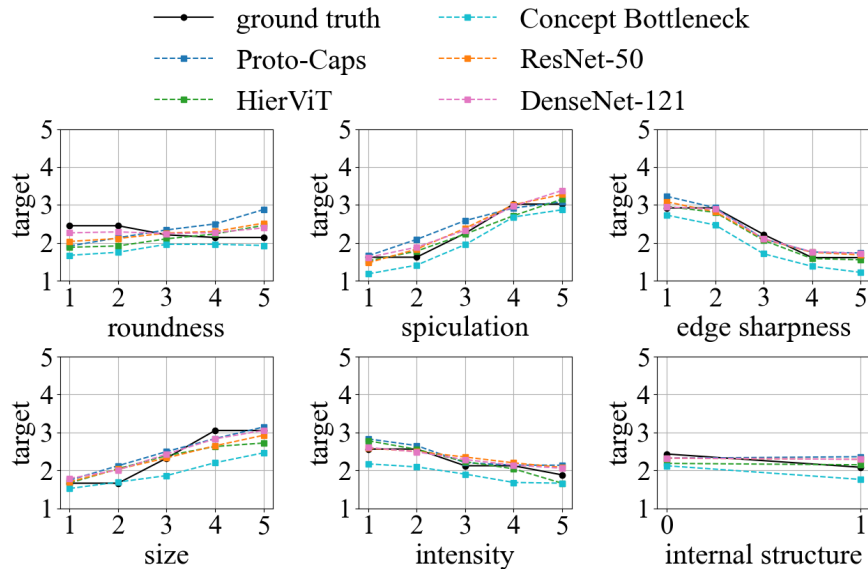 ground truth
Concept Bottleneck
Proto-Caps
ResNet-50
HierViT
DenseNet-121
5
4
3
2
1
target
1 2 3 4 5
roundness
5
4
3
2
1
target
1 2 3 4 5
spiculation
5
4
3
2
1
target
1 2 3 4 5
edge sharpness
5
4
3
2
1
target
1 2 3 4 5
size
5
4
3
2
1
target
1 2 3 4 5
intensity
5
4
3
2
1
target
0 1
internal structure